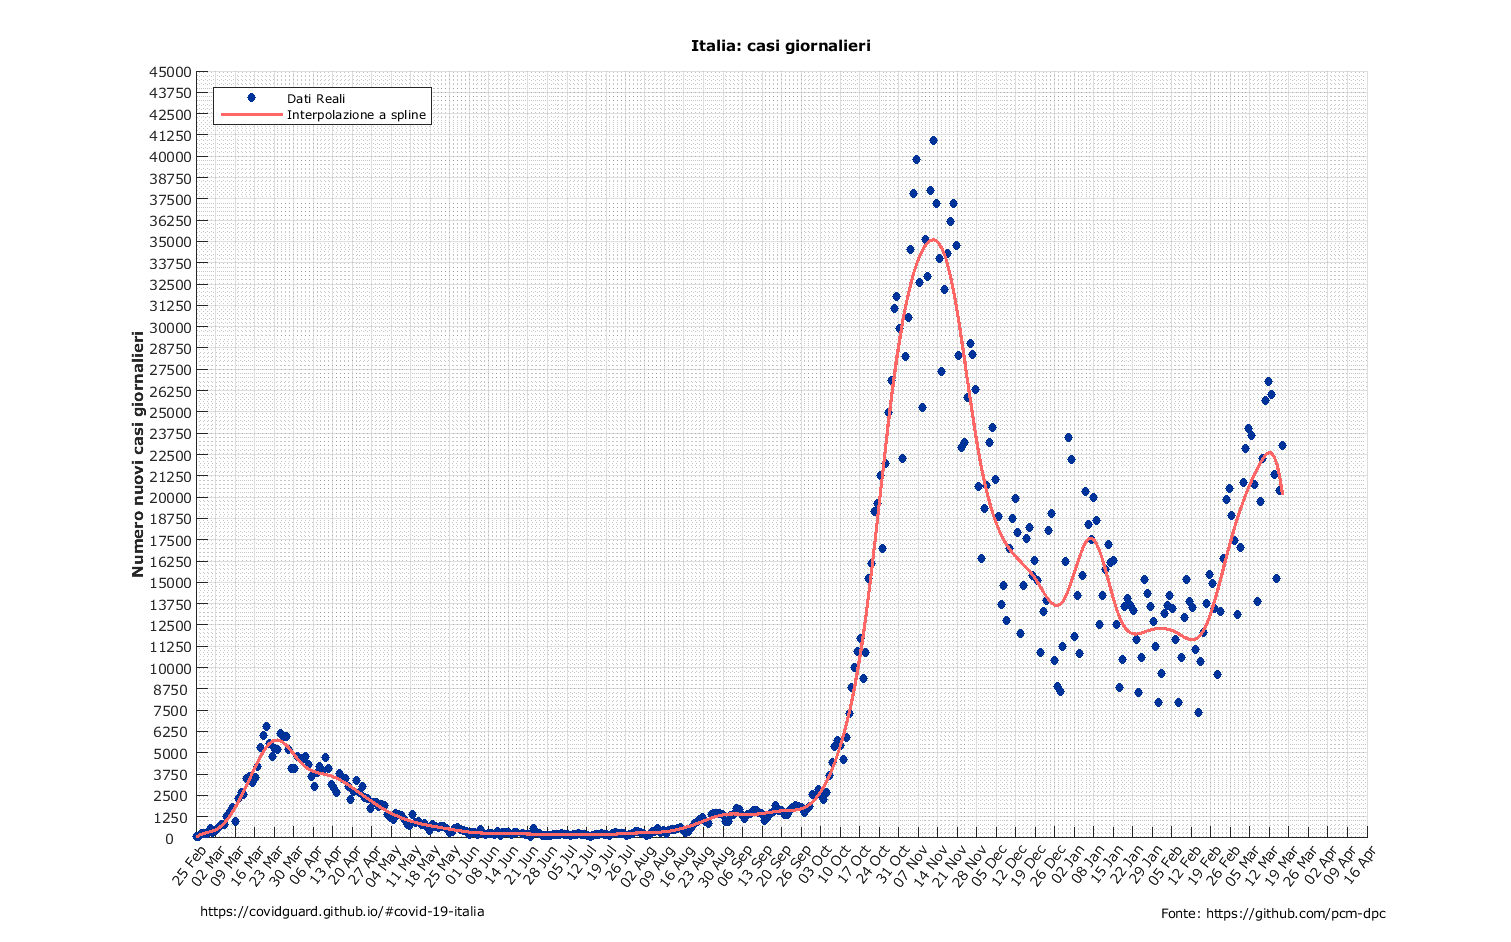 Italia: casi giornalieri
Dati Reali
Interpolazione a spline
Numero nuovi casi giornalieri
45000
43750
42500
41250
40000
38750
37500
36250
35000
33750
32500
31250
30000
28750
27500
26250
25000
23750
22500
21250
20000
18750
17500
16250
15000
13750
12500
11250
10000
8750
7500
6250
5000
3750
2500
1250
0
25 Feb
02 Mar
09 Mar
16 Mar
23 Mar
30 Mar
06 Apr
13 Apr
20 Apr
27 Apr
04 May
11 May
18 May
25 May
01 Jun
08 Jun
14 Jun
21 Jun
28 Jun
05 Jul
12 Jul
19 Jul
26 Jul
02 Aug
09 Aug
16 Aug
23 Aug
30 Aug
06 Sep
13 Sep
20 Sep
26 Sep
03 Oct
10 Oct
17 Oct
24 Oct
31 Oct
07 Nov
14 Nov
21 Nov
28 Nov
05 Dec
12 Dec
19 Dec
26 Dec
02 Jan
08 Jan
15 Jan
22 Jan
29 Jan
05 Feb
12 Feb
19 Feb
26 Feb
05 Mar
12 Mar
19 Mar
26 Mar
02 Apr
09 Apr
16 Apr
https://covidguard.github.io/#covid-19-italia
Fonte: https://github.com/pcm-dpc